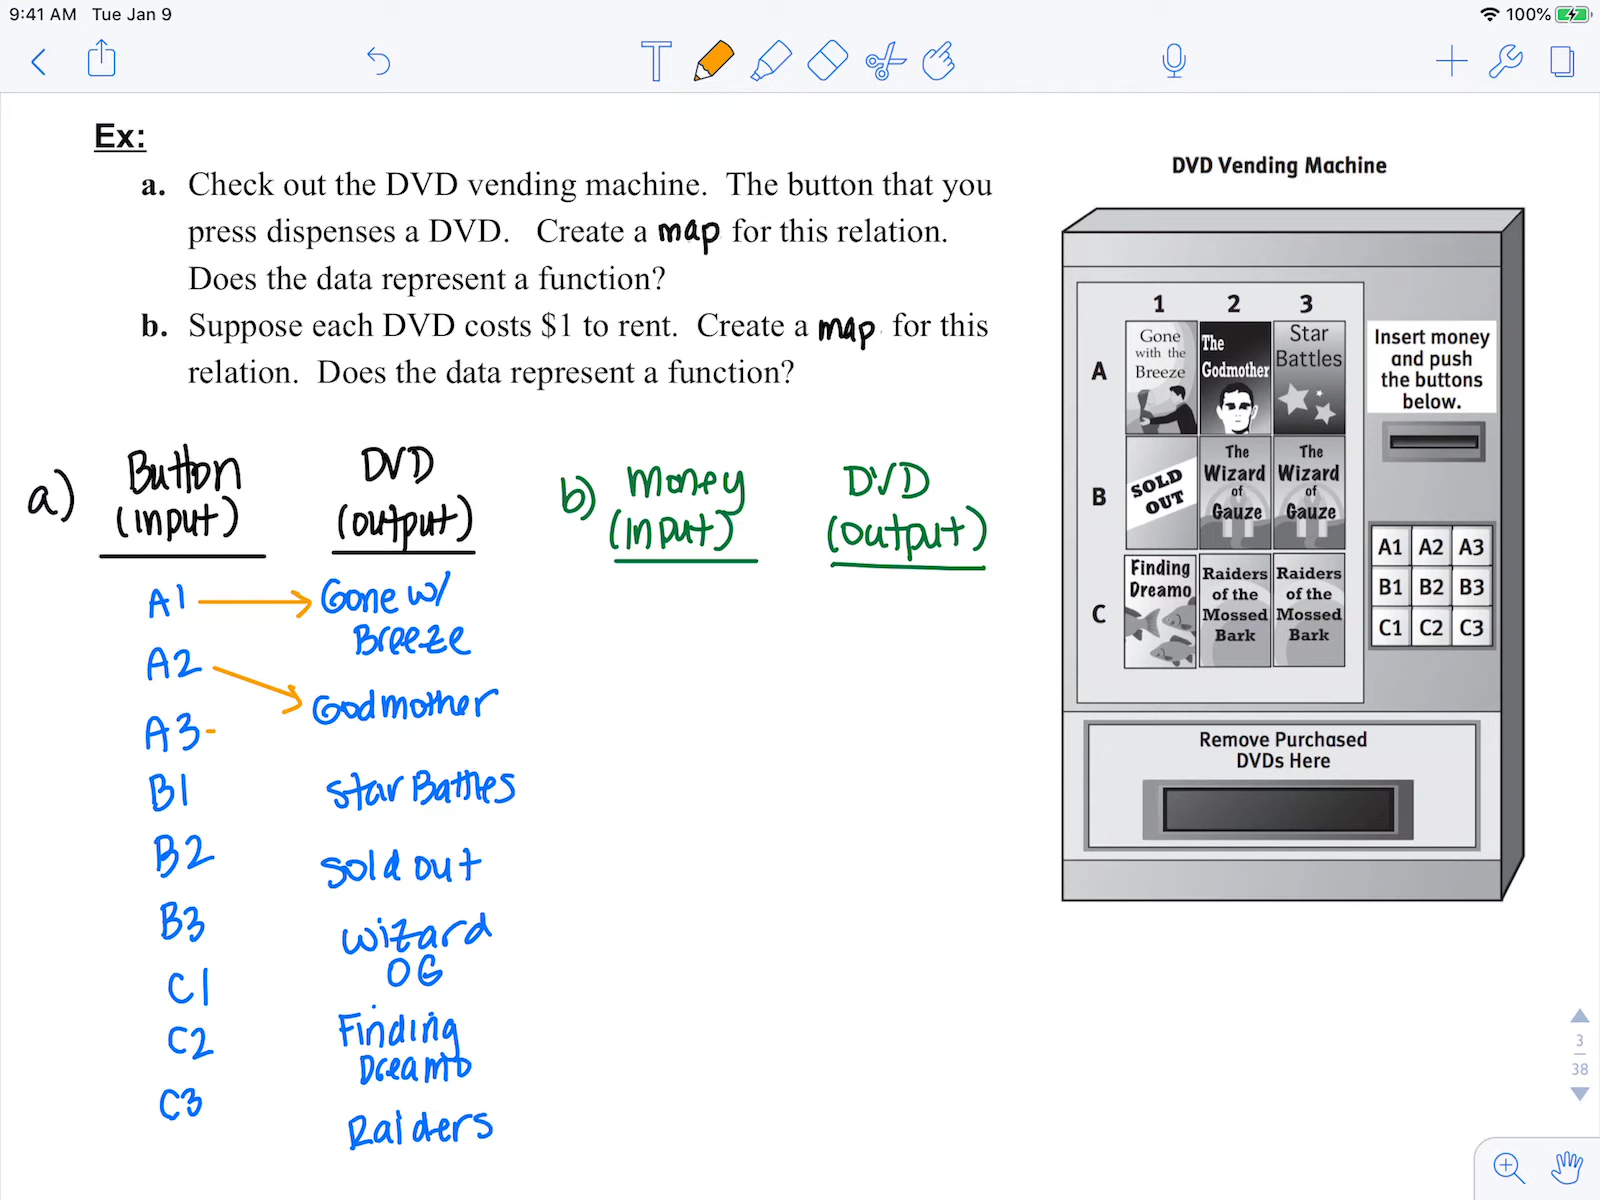 9:41 AM Tue Jan 9
100%
Ex:
a. Check out the DVD vending machine. The button that you
press dispenses a DVD. Create a map for this relation.
Does the data represent a function?
b. Suppose each DVD costs $1 to rent. Create a map for this
relation. Does the data represent a function?
a) Button (input)
DVD (output)
A1 Gone w/ Breeze
A2 Godmother
A3
B1 Star Battles
B2 Sold out
B3 Wizard OG
C1
C2 Finding Dreamo
C3 Raiders
b) Money (input)
DVD (output)
DVD Vending Machine
1 2 3
A
Gone with the Breeze
The Godmother
Star Battles
B
SOLD OUT
The Wizard of Gauze
The Wizard of Gauze
C
Finding Dreamo
Raiders of the Mossed Bark
Raiders of the Mossed Bark
Insert money
and push
the buttons
below.
A1 A2 A3
B1 B2 B3
C1 C2 C3
Remove Purchased
DVDs Here
3
38